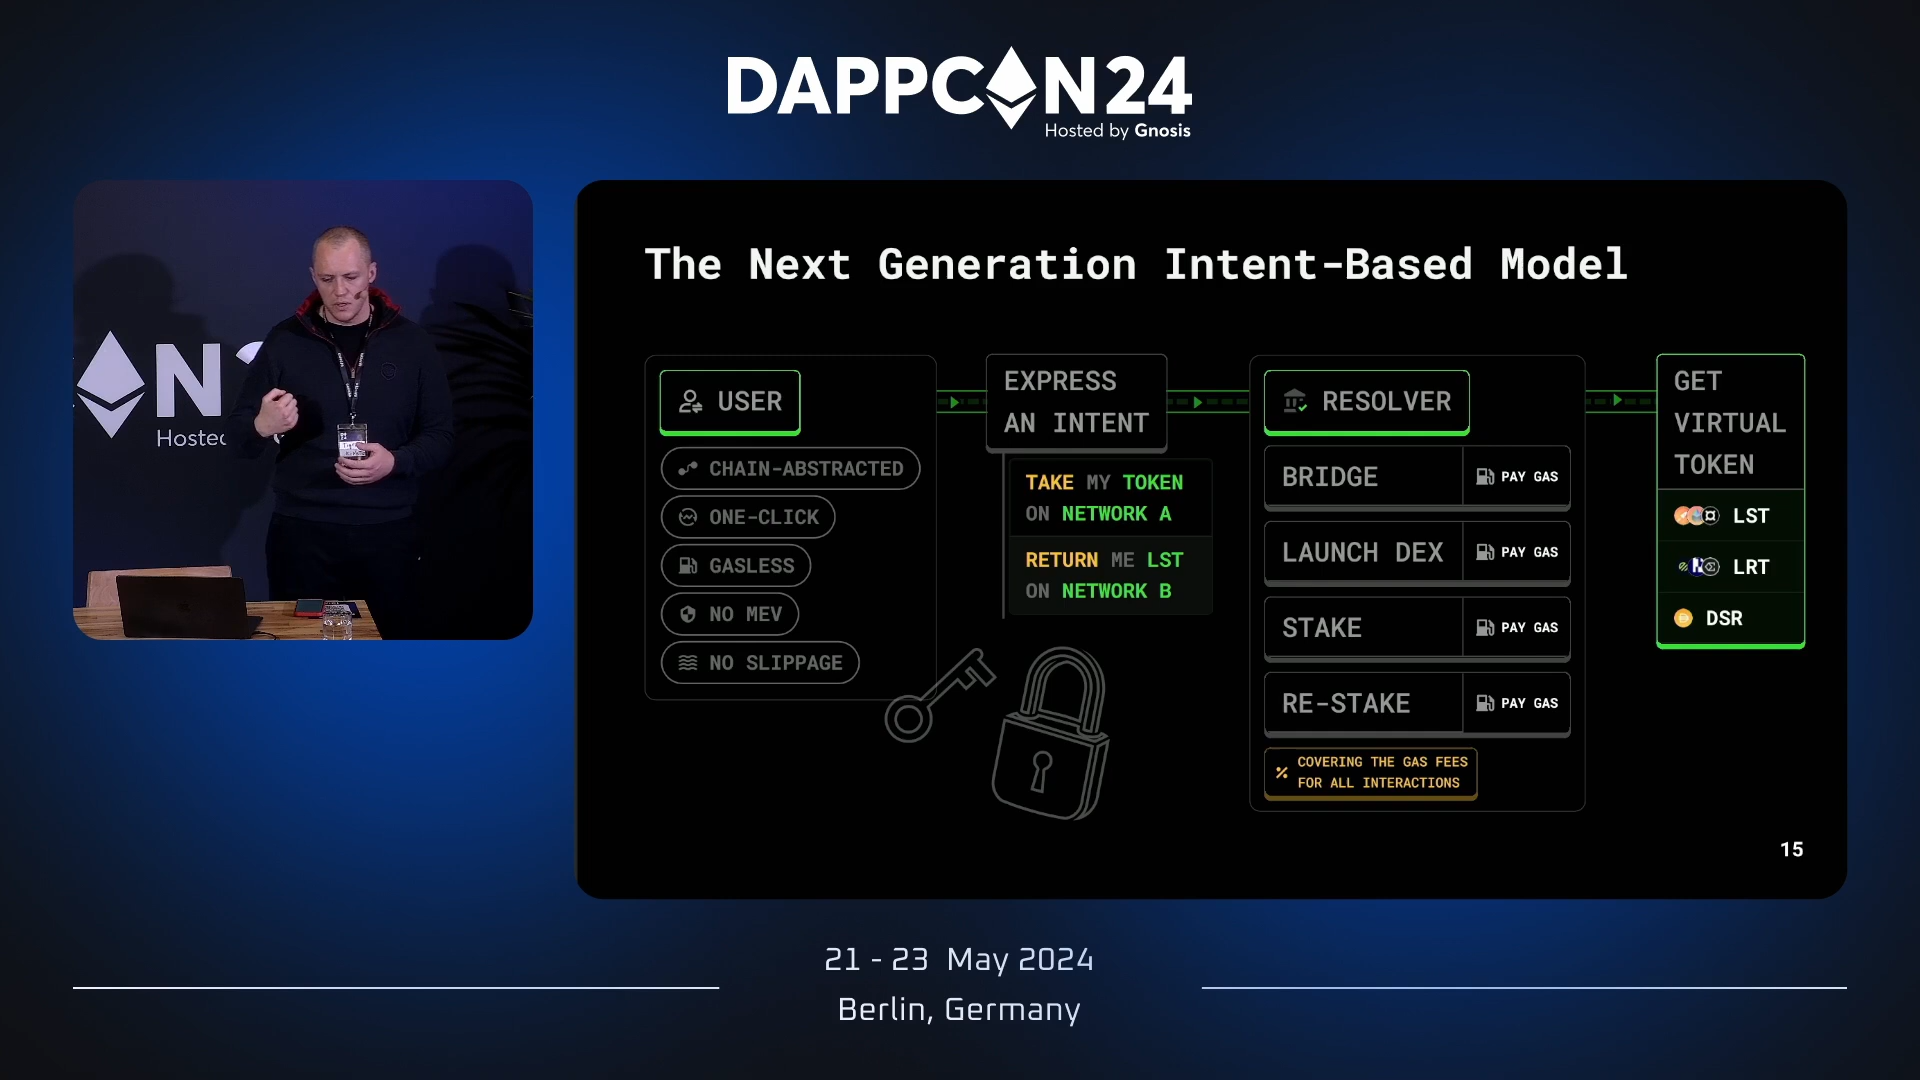 DAPPCON24
Hosted by Gnosis
The Next Generation Intent-Based Model
USER
CHAIN-ABSTRACTED
ONE-CLICK
GASLESS
NO MEV
NO SLIPPAGE
EXPRESS
AN INTENT
TAKE MY TOKEN
ON NETWORK A
RETURN ME LST
ON NETWORK B
RESOLVER
BRIDGE
PAY GAS
LAUNCH DEX
PAY GAS
STAKE
PAY GAS
RE-STAKE
PAY GAS
COVERING THE GAS FEES
FOR ALL INTERACTIONS
GET
VIRTUAL
TOKEN
LST
LRT
DSR
15
ON2
Hosted
21 - 23 May 2024
Berlin, Germany